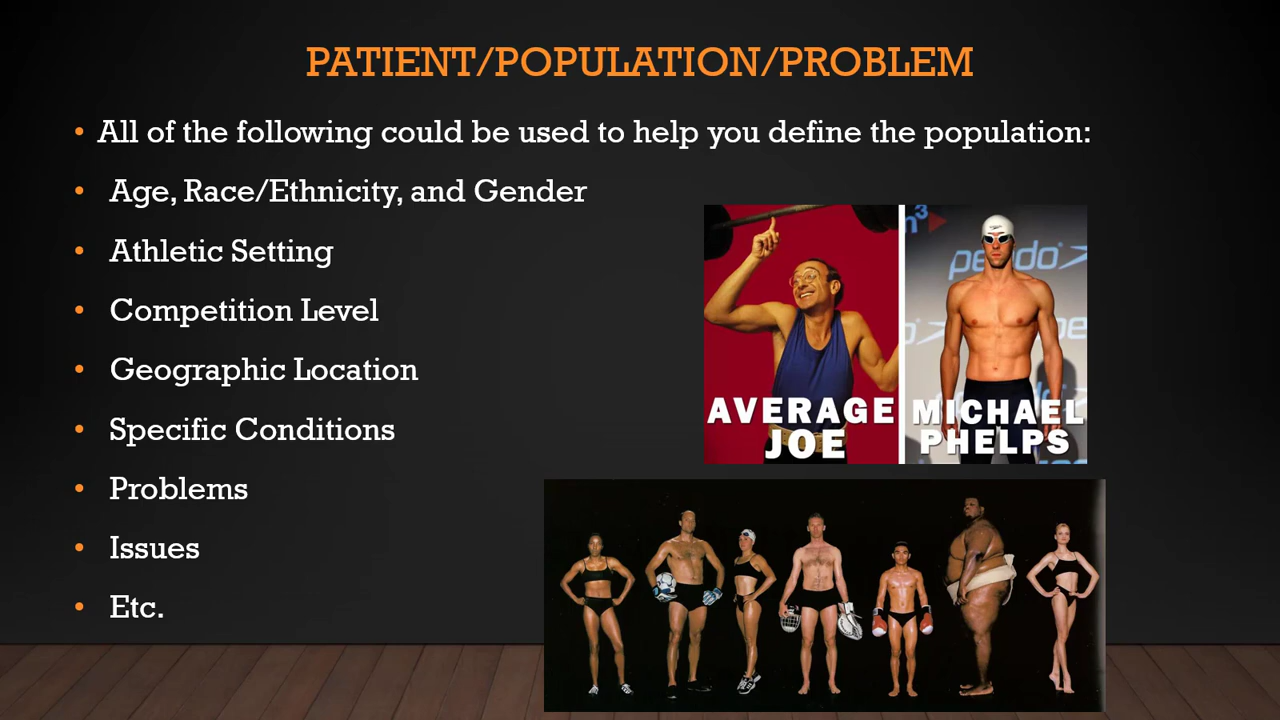 PATIENT/POPULATION/PROBLEM
• All of the following could be used to help you define the population:
• Age, Race/Ethnicity, and Gender
• Athletic Setting
• Competition Level
• Geographic Location
• Specific Conditions
• Problems
• Issues
• Etc.
AVERAGE
JOE
MICHAEL
PHELPS